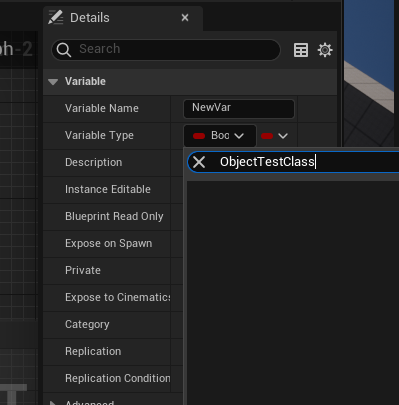 Details ×
ph-2
Search
Variable
Variable Name NewVar
Variable Type Boo
ObjectTestClass
Description
Instance Editable
Blueprint Read Only
Expose on Spawn
Private
Expose to Cinematics
Category
Replication
Replication Condition
Advanced
T